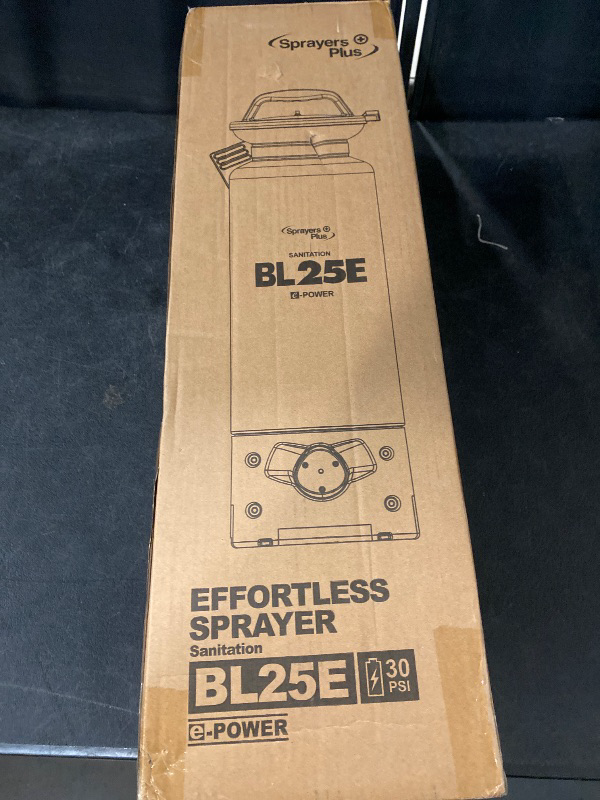 Sprayers
Plus
Sprayers
Plus
SANITATION
BL25E
e-POWER
EFFORTLESS
SPRAYER
Sanitation
BL25E
30
PSI
e-POWER